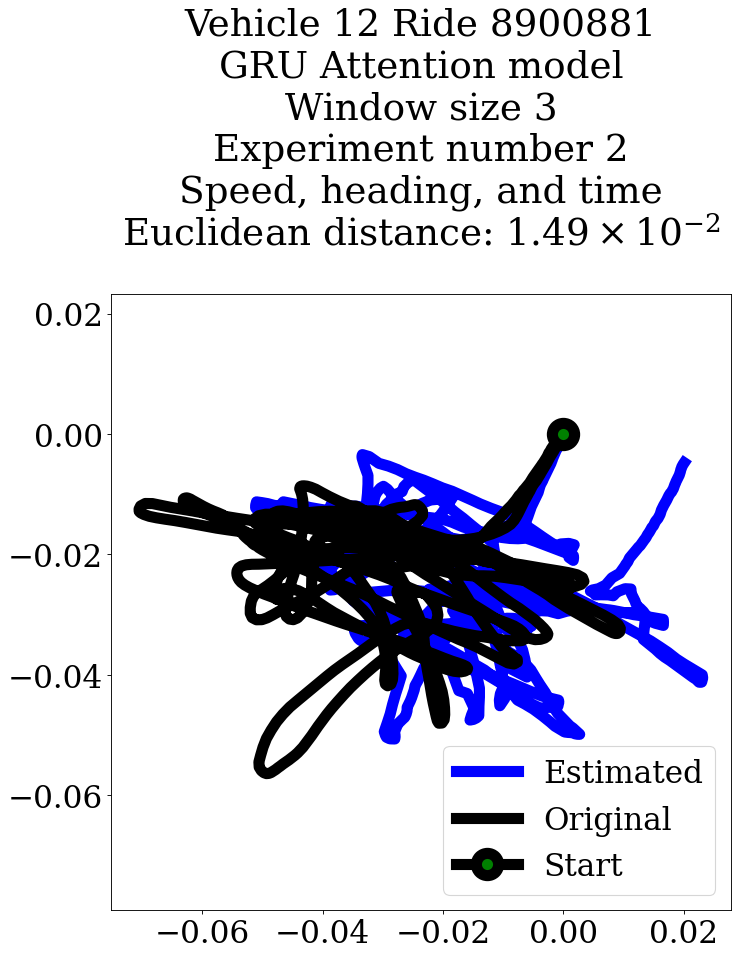 Vehicle 12 Ride 8900881
GRU Attention model
Window size 3
Experiment number 2
Speed, heading, and time
Euclidean distance: 1.49 × 10⁻²
0.02
0.00
−0.02
−0.04
−0.06
Estimated
Original
Start
−0.06 −0.04 −0.02 0.00 0.02